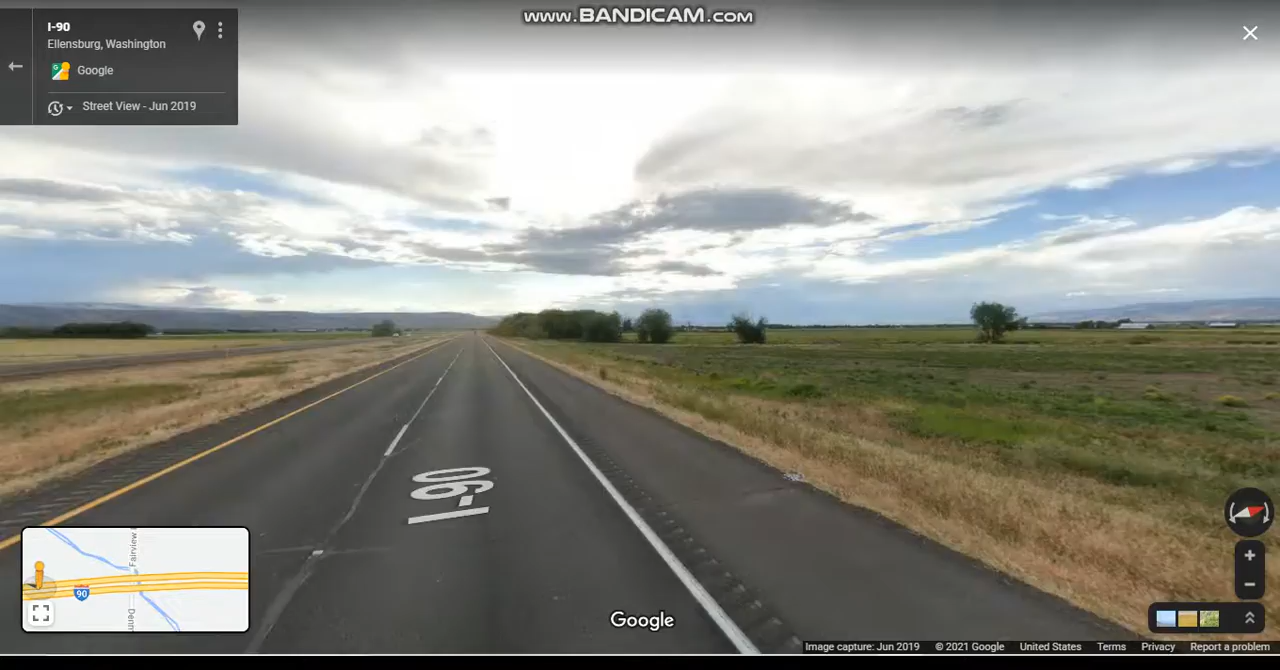 www.BANDICAM.com
I-90
Ellensburg, Washington
Google
Street View - Jun 2019
I-90
Fairview
90
Google
Image capture: Jun 2019 © 2021 Google United States Terms Privacy Report a problem